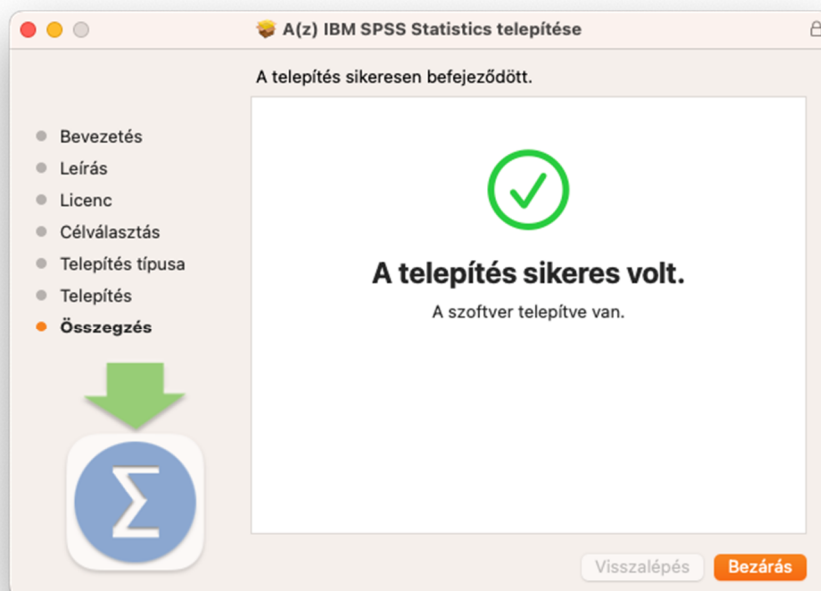 A(z) IBM SPSS Statistics telepítése
A telepítés sikeresen befejeződött.
Bevezetés
Leírás
Licenc
Célválasztás
Telepítés típusa
Telepítés
Összegzés
Σ
A telepítés sikeres volt.
A szoftver telepítve van.
Visszalépés
Bezárás